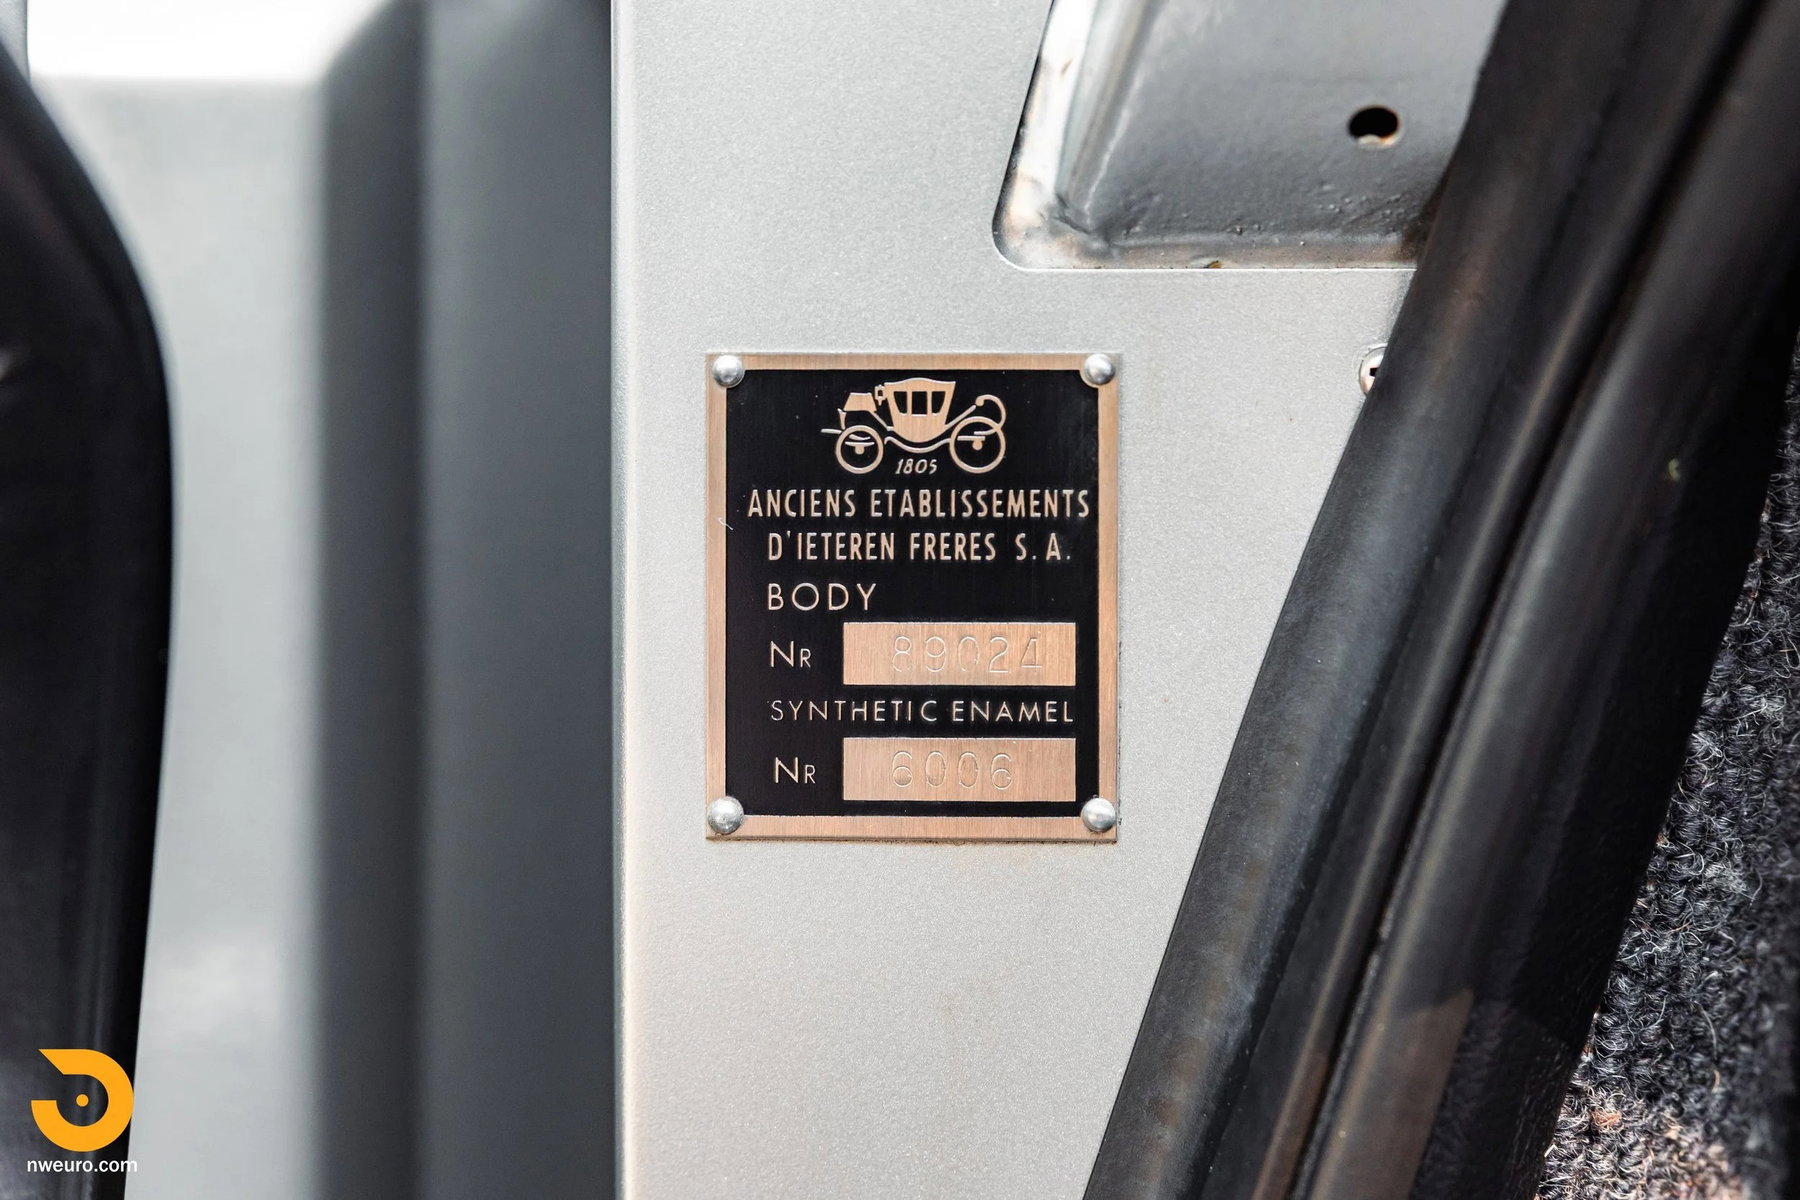 1805
ANCIENS ETABLISSEMENTS
D'IETEREN FRERES S.A.
BODY
NR 89024
SYNTHETIC ENAMEL
NR 6006
nweuro.com